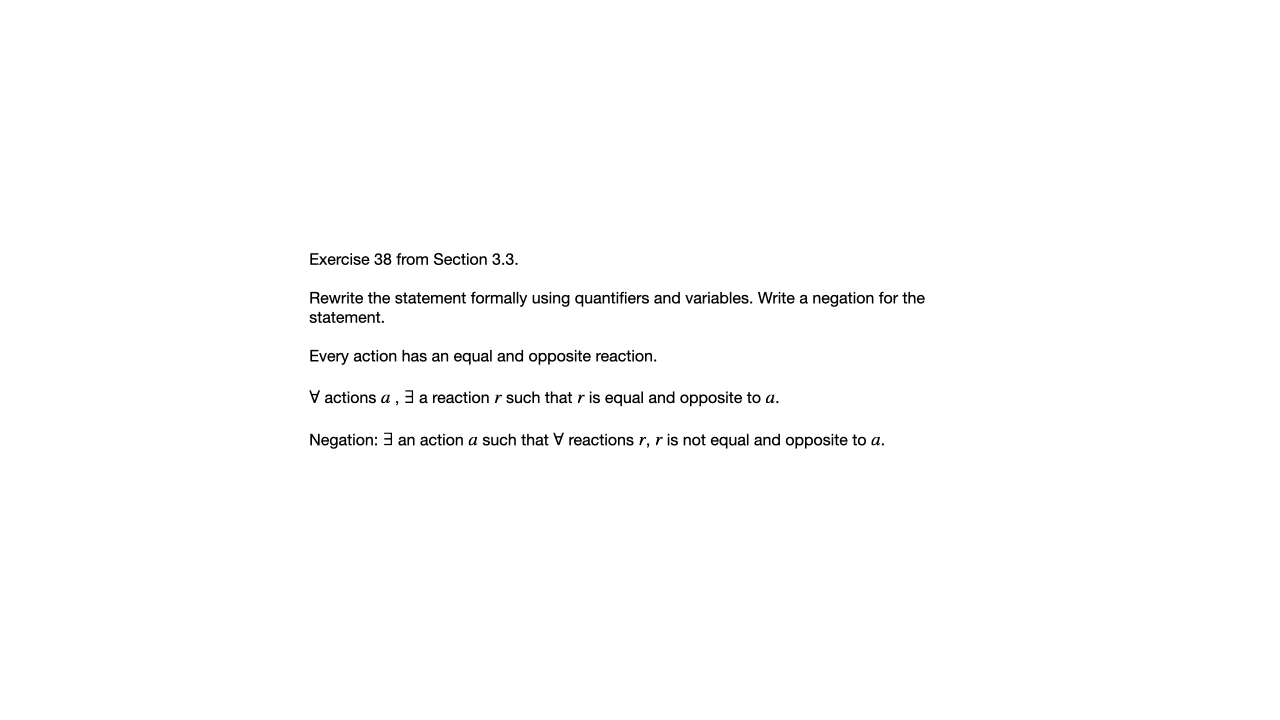 Exercise 38 from Section 3.3.
Rewrite the statement formally using quantifiers and variables. Write a negation for the
statement.
Every action has an equal and opposite reaction.
∀ actions a , ∃ a reaction r such that r is equal and opposite to a.
Negation: ∃ an action a such that ∀ reactions r, r is not equal and opposite to a.